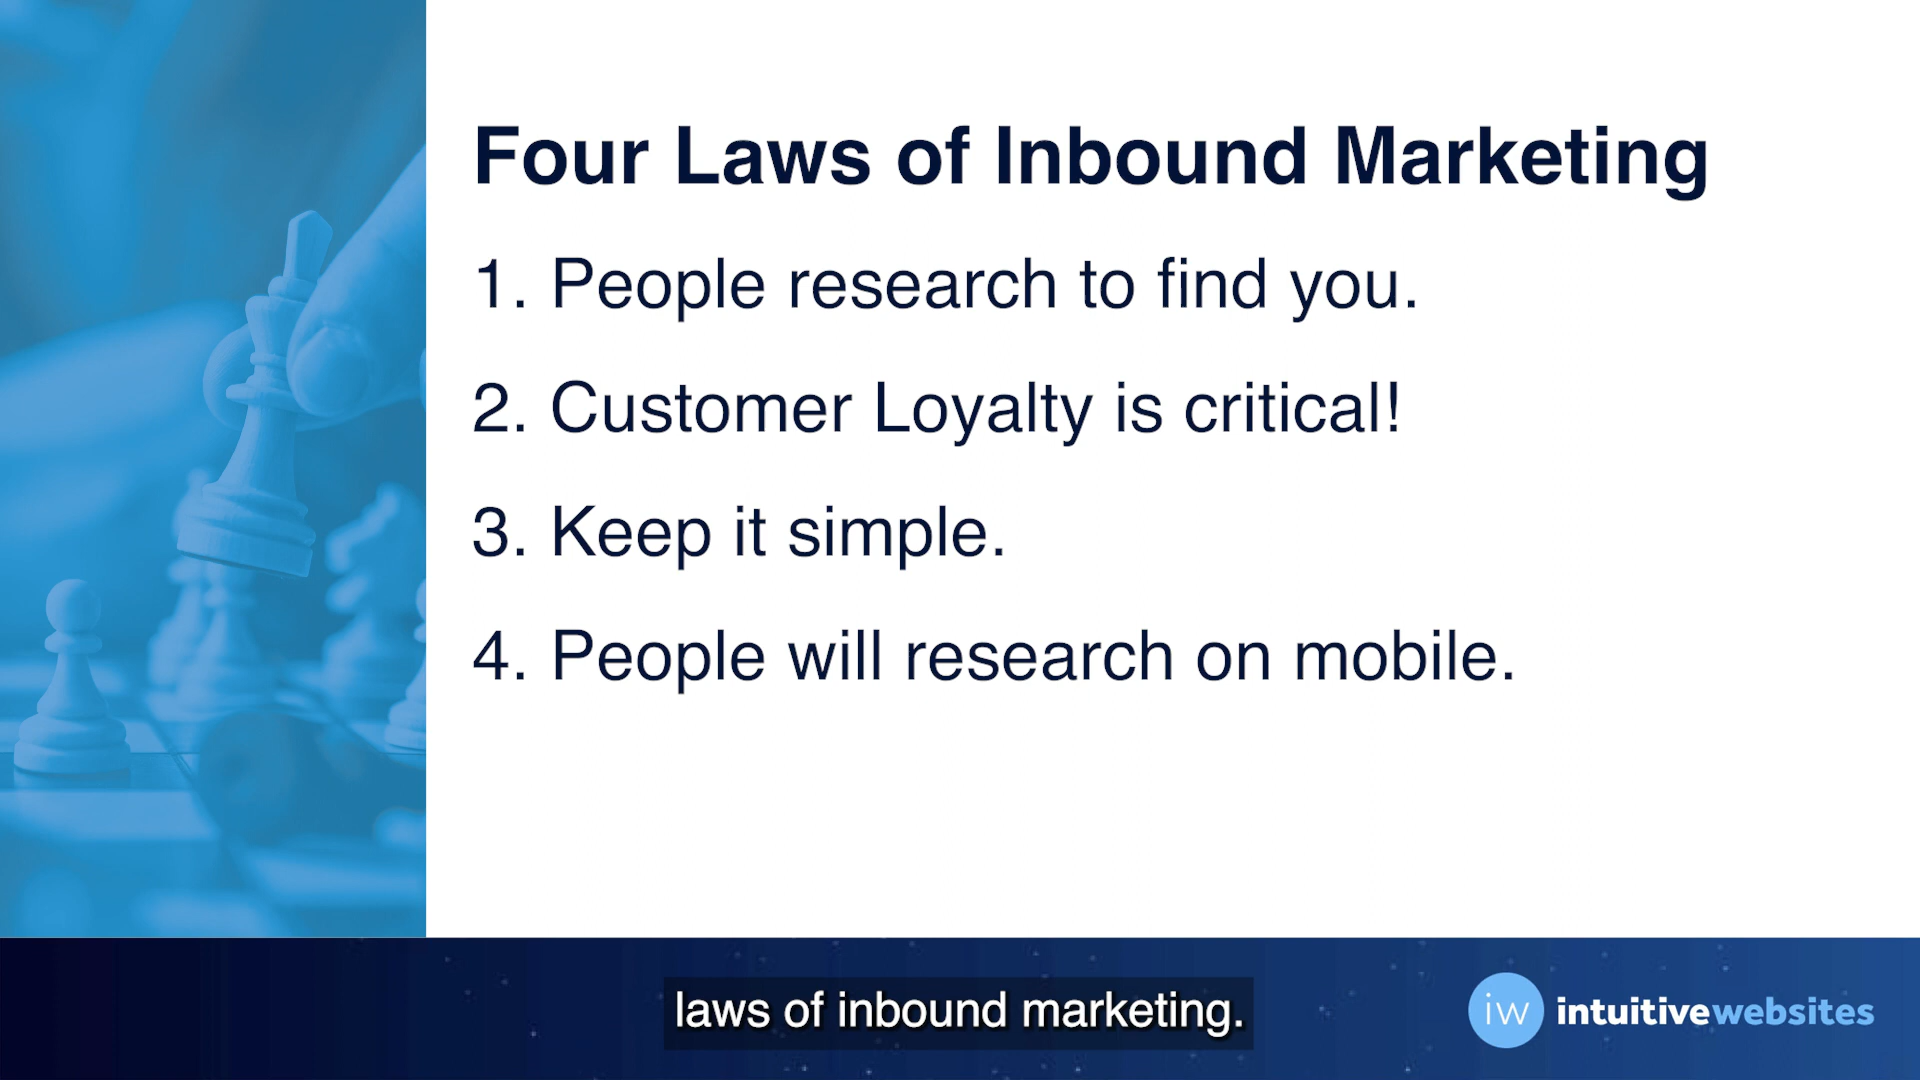 Four Laws of Inbound Marketing
1. People research to find you.
2. Customer Loyalty is critical!
3. Keep it simple.
4. People will research on mobile.
laws of inbound marketing.
iw intuitivewebsites